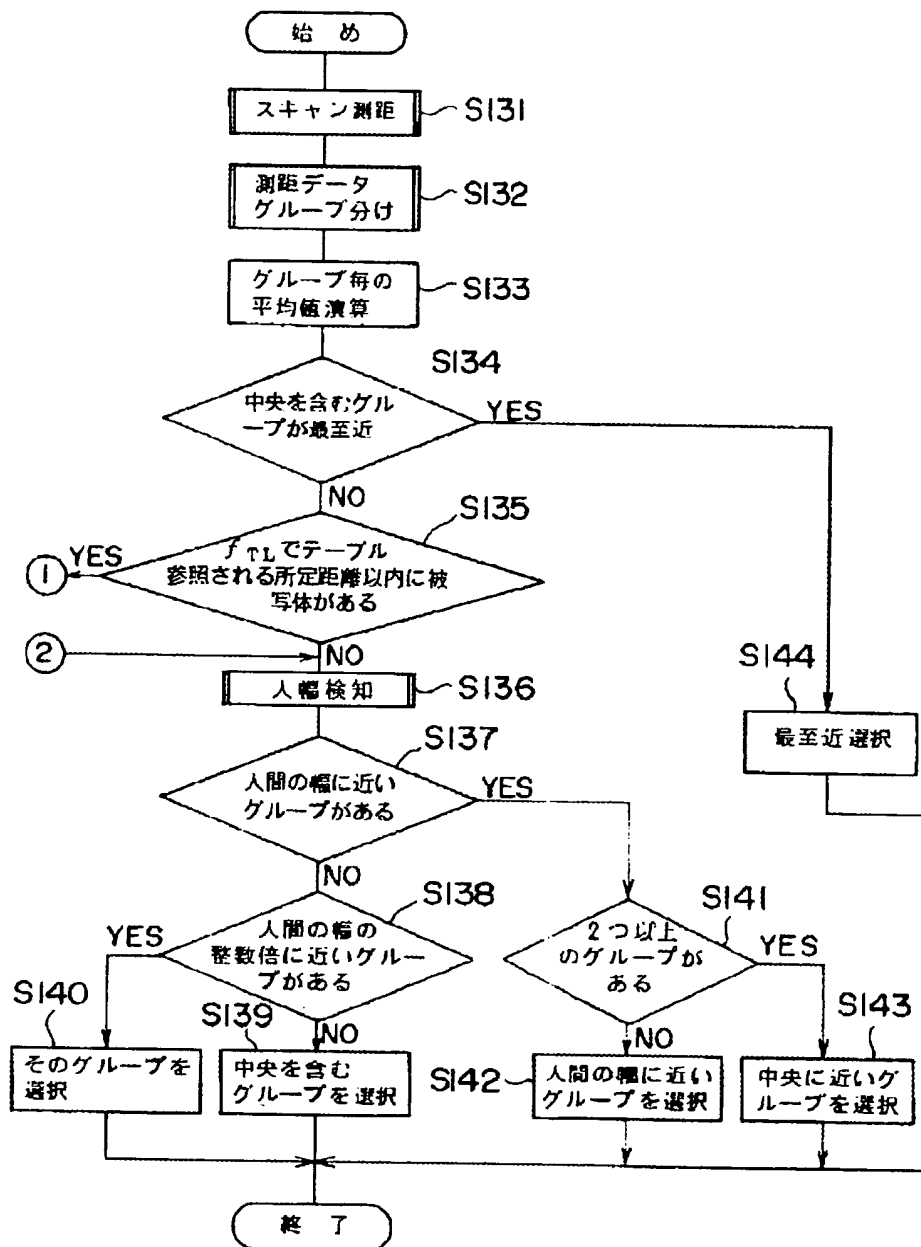 始め
スキャン測距
S131
測距データ
グループ分け
S132
グループ毎の
平均値演算
S133
S134
中央を含むグル
ープが最至近
YES
NO
S135
fTLでテーブル
参照される所定距離以内に被
写体がある
YES
①
②
NO
人幅検知
S136
S144
最至近選択
S137
人間の幅に近い
グループがある
YES
NO
S138
人間の幅の
整数倍に近いグルー
プがある
YES
S141
2つ以上
のグループが
ある
YES
S140
そのグループを
選択
S139
NO
中央を含む
グループを選択
S142
NO
人間の幅に近い
グループを選択
S143
中央に近いグ
ループを選択
終了